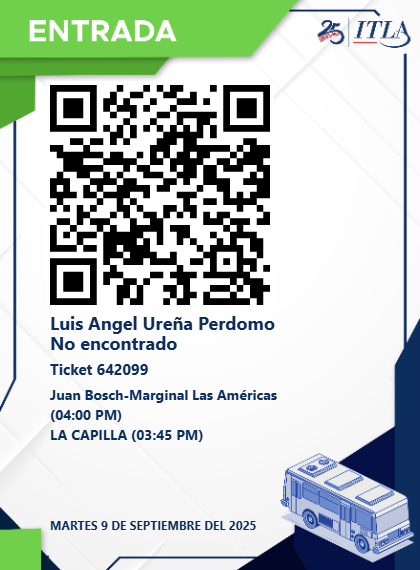 ENTRADA
25
ITLA
Luis Angel Ureña Perdomo
No encontrado
Ticket 642099
Juan Bosch-Marginal Las Américas
(04:00 PM)
LA CAPILLA (03:45 PM)
MARTES 9 DE SEPTIEMBRE DEL 2025